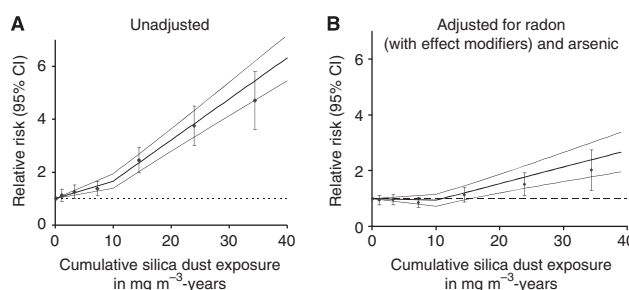 A
Unadjusted
Relative risk (95% CI)
6
4
2
0
0
10
20
30
40
Cumulative silica dust exposure
in mg m⁻³-years
B
Adjusted for radon
(with effect modifiers) and arsenic
Relative risk (95% CI)
6
4
2
0
0
10
20
30
40
Cumulative silica dust exposure
in mg m⁻³-years